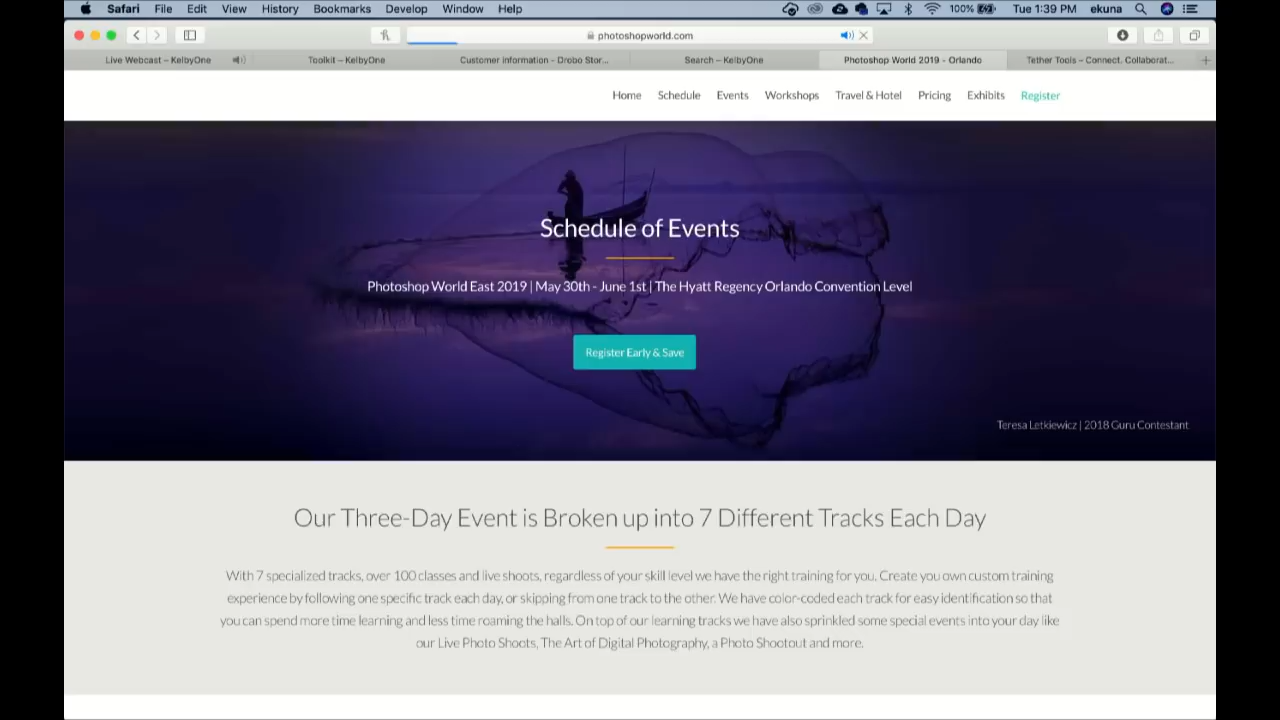 Safari File Edit View History Bookmarks Develop Window Help 100% Tue 1:39 PM ekuna
photoshopworld.com
Live Webcast – KelbyOne Toolkit – KelbyOne Customer Information - Drobo Stor... Search – KelbyOne Photoshop World 2019 - Orlando Tether Tools – Connect. Collaborat...
Home Schedule Events Workshops Travel & Hotel Pricing Exhibits Register
Schedule of Events
Photoshop World East 2019 | May 30th - June 1st | The Hyatt Regency Orlando Convention Level
Register Early & Save
Teresa Letkiewicz | 2018 Guru Contestant
Our Three-Day Event is Broken up into 7 Different Tracks Each Day
With 7 specialized tracks, over 100 classes and live shoots, regardless of your skill level we have the right training for you. Create you own custom training
experience by following one specific track each day, or skipping from one track to the other. We have color-coded each track for easy identification so that
you can spend more time learning and less time roaming the halls. On top of our learning tracks we have also sprinkled some special events into your day like
our Live Photo Shoots, The Art of Digital Photography, a Photo Shootout and more.